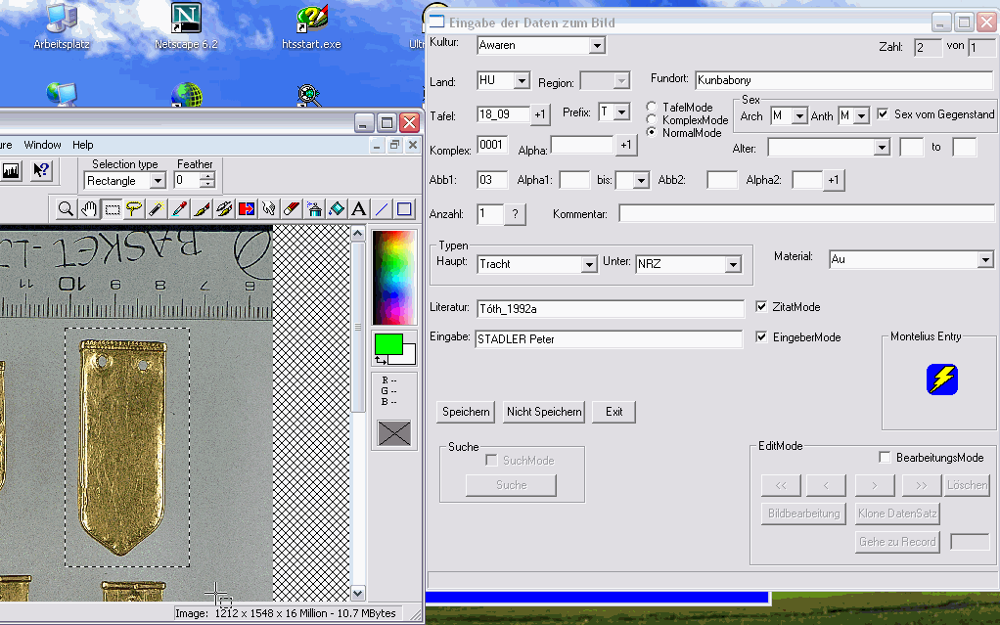 Arbeitsplatz
Netscape 6.2
htsstart.exe
Eingabe der Daten zum Bild
Kultur: Awaren
Zahl: 2 von 1
Land: HU Region: Fundort: Kunbabony
Tafel: 18_09 +1 Prefix: T
TafelMode
KomplexMode
NormalMode
Sex
Arch M Anth M Sex vom Gegenstand
Komplex: 0001 Alpha: +1
Alter: to
Abb1: 03 Alpha1: bis: Abb2: Alpha2: +1
Anzahl: 1 ? Kommentar:
Typen
Haupt: Tracht Unter: NRZ
Material: Au
Literatur: Tóth_1992a ZitatMode
Eingabe: STADLER Peter EingeberMode
Montelius Entry
Speichern Nicht Speichern Exit
Suche
SuchMode
Suche
EditMode
BearbeitungsMode
<< < > >> Löschen
Bildbearbeitung Klone DatenSatz
Gehe zu Record
Window Help
Selection type Feather
Rectangle 0
BASKET-L
11 10 9 8 7 6
R --
G --
B --
Image: 1212 x 1548 x 16 Million - 10.7 MBytes